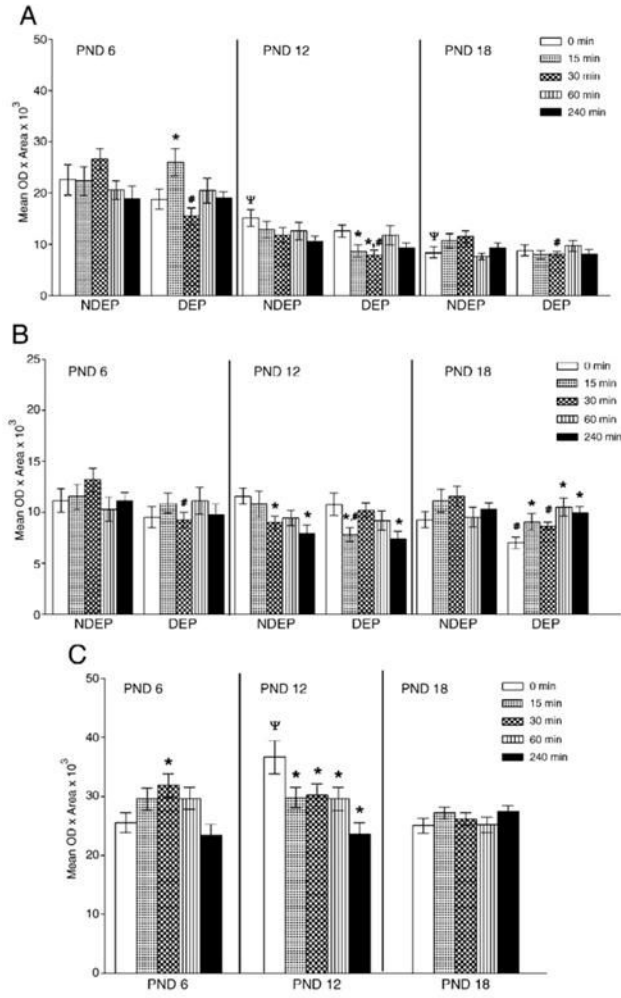 A
PND 6
PND 12
PND 18
0 min
15 min
30 min
60 min
240 min
Mean OD x Area x 10³
50
40
30
20
10
0
*
#
Ψ
*
*,#
Ψ
#
NDEP
DEP
NDEP
DEP
NDEP
DEP
B
PND 6
PND 12
PND 18
0 min
15 min
30 min
60 min
240 min
Mean OD x Area x 10³
25
20
15
10
5
0
#
*
*
*#
*
#
*
#
*
*
NDEP
DEP
NDEP
DEP
NDEP
DEP
C
PND 6
PND 12
PND 18
0 min
15 min
30 min
60 min
240 min
Mean OD x Area x 10³
50
40
30
20
10
0
*
Ψ
*
*
*
*
PND 6
PND 12
PND 18